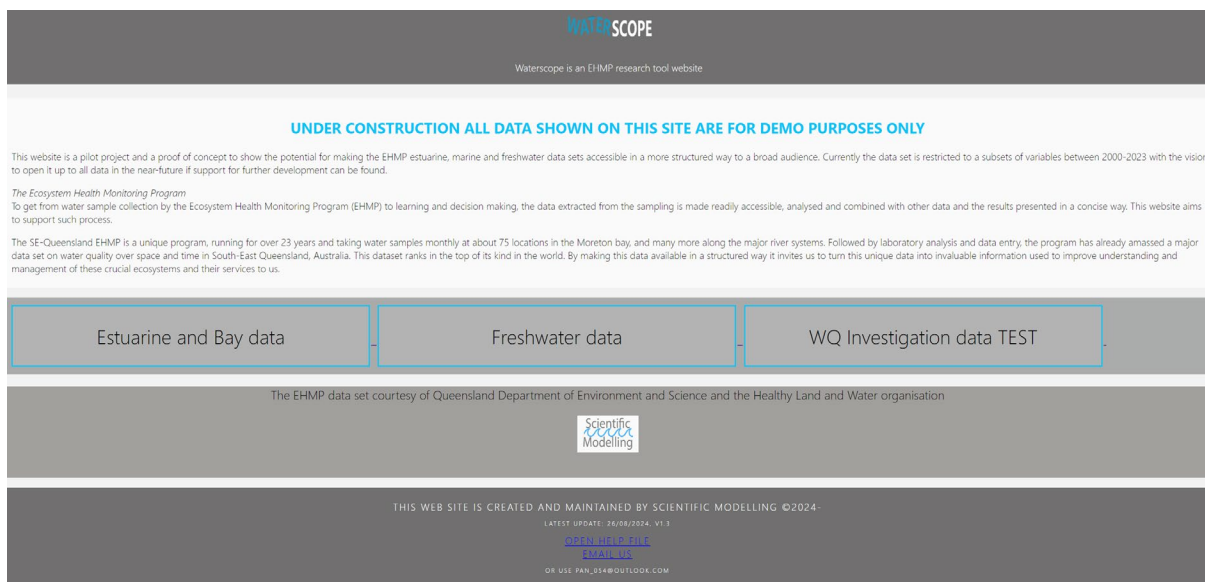 WATERSCOPE
Waterscope is an EHMP research tool website
UNDER CONSTRUCTION ALL DATA SHOWN ON THIS SITE ARE FOR DEMO PURPOSES ONLY
This website is a pilot project and a proof of concept to show the potential for making the EHMP estuarine, marine and freshwater data sets accessible in a more structured way to a broad audience. Currently the data set is restricted to a subsets of variables between 2000-2023 with the vision
to open it up to all data in the near-future if support for further development can be found.
The Ecosystem Health Monitoring Program
To get from water sample collection by the Ecosystem Health Monitoring Program (EHMP) to learning and decision making, the data extracted from the sampling is made readily accessible, analysed and combined with other data and the results presented in a concise way. This website aims
to support such process.
The SE-Queensland EHMP is a unique program, running for over 23 years and taking water samples monthly at about 75 locations in the Moreton bay, and many more along the major river systems. Followed by laboratory analysis and data entry, the program has already amassed a major
data set on water quality over space and time in South-East Queensland, Australia. This dataset ranks in the top of its kind in the world. By making this data available in a structured way it invites us to turn this unique data into invaluable information used to improve understanding and
management of these crucial ecosystems and their services to us.
Estuarine and Bay data
Freshwater data
WQ Investigation data TEST
The EHMP data set courtesy of Queensland Department of Environment and Science and the Healthy Land and Water organisation
Scientific
Modelling
THIS WEB SITE IS CREATED AND MAINTAINED BY SCIENTIFIC MODELLING ©2024-
LATEST UPDATE: 26/08/2024, V1.3
OPEN HELP FILE
EMAIL US
OR USE PAN_054@OUTLOOK.COM